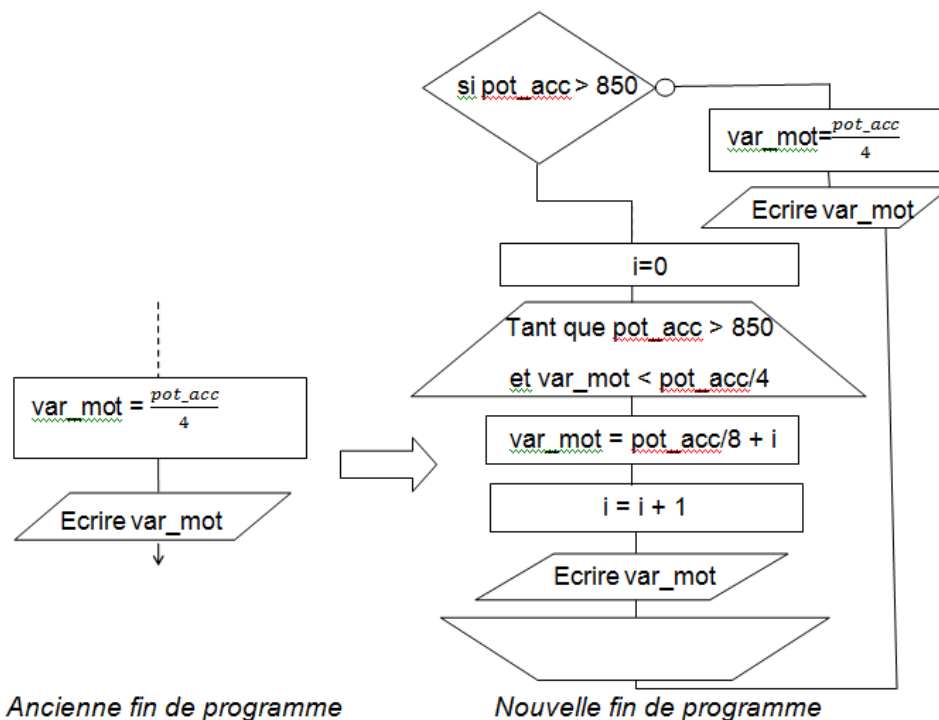 si pot_acc > 850
var_mot=pot_acc/4
Ecrire var_mot
i=0
Tant que pot_acc > 850
et var_mot < pot_acc/4
var_mot = pot_acc/8 + i
i = i + 1
Ecrire var_mot
var_mot = pot_acc/4
Ecrire var_mot
Ancienne fin de programme
Nouvelle fin de programme